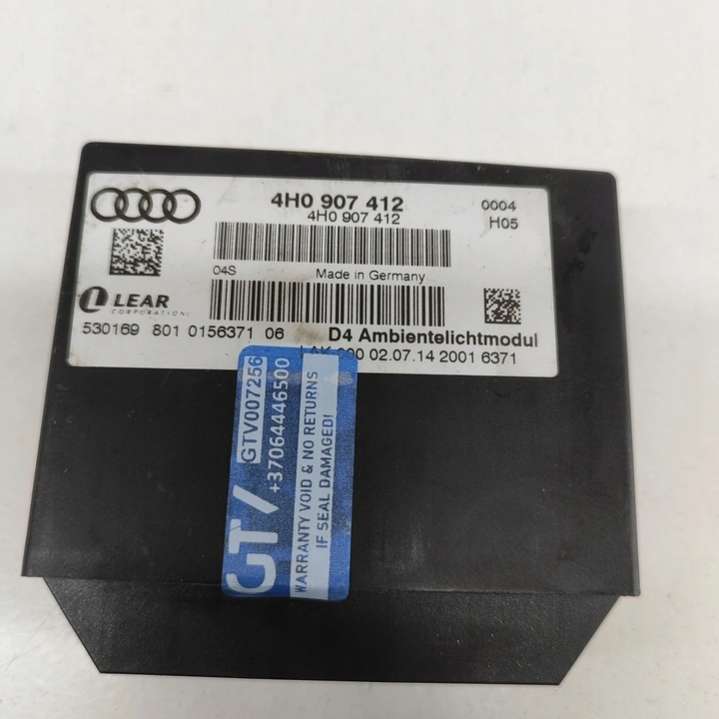 4H0 907 412
4H0 907 412
0004
H05
04S
Made in Germany
LEAR
CORPORATION
530169 801 0156371 06
D4 Ambientelichtmodul
000 02.07.14 2001 6371
GTV007256
+37064446500
GTV
WARRANTY VOID & NO RETURNS
IF SEAL DAMAGED!